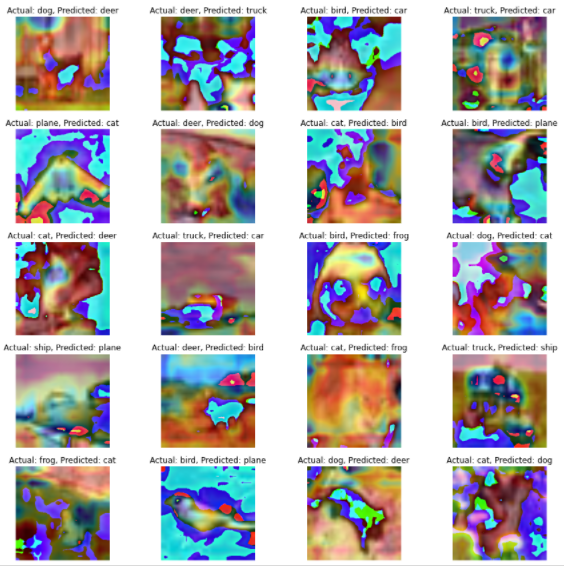 Actual: dog, Predicted: deer
Actual: deer, Predicted: truck
Actual: bird, Predicted: car
Actual: truck, Predicted: car
Actual: plane, Predicted: cat
Actual: deer, Predicted: dog
Actual: cat, Predicted: bird
Actual: bird, Predicted: plane
Actual: cat, Predicted: deer
Actual: truck, Predicted: car
Actual: bird, Predicted: frog
Actual: dog, Predicted: cat
Actual: ship, Predicted: plane
Actual: deer, Predicted: bird
Actual: cat, Predicted: frog
Actual: truck, Predicted: ship
Actual: frog, Predicted: cat
Actual: bird, Predicted: plane
Actual: dog, Predicted: deer
Actual: cat, Predicted: dog